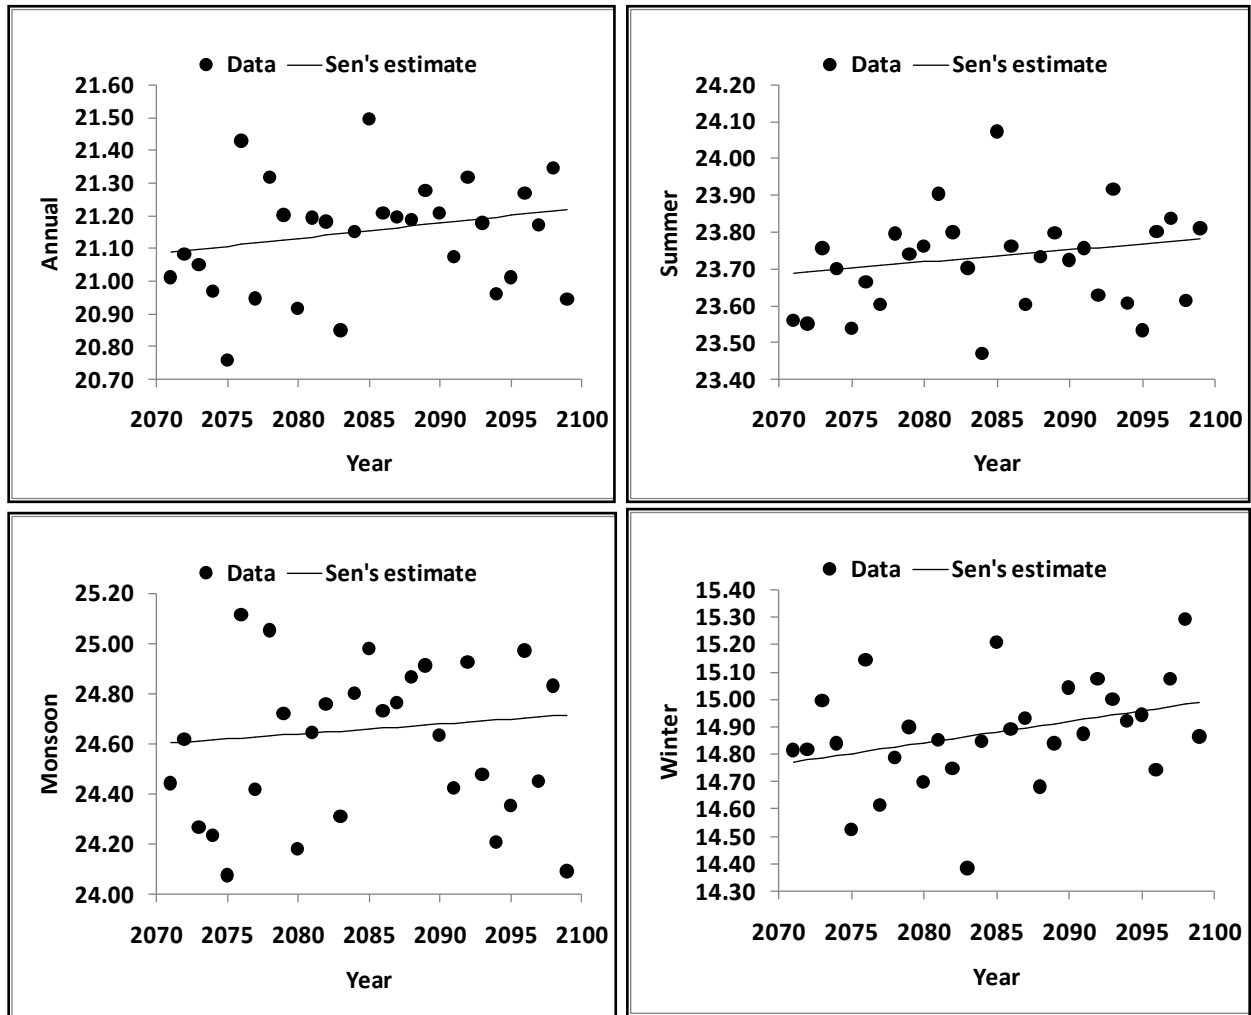 Data Sen's estimate
21.60
21.50
21.40
21.30
21.20
21.10
21.00
20.90
20.80
20.70
Annual
2070 2075 2080 2085 2090 2095 2100
Year
Data Sen's estimate
24.20
24.10
24.00
23.90
23.80
23.70
23.60
23.50
23.40
Summer
2070 2075 2080 2085 2090 2095 2100
Year
Data Sen's estimate
25.20
25.00
24.80
24.60
24.40
24.20
24.00
Monsoon
2070 2075 2080 2085 2090 2095 2100
Year
Data Sen's estimate
15.40
15.30
15.20
15.10
15.00
14.90
14.80
14.70
14.60
14.50
14.40
14.30
Winter
2070 2075 2080 2085 2090 2095 2100
Year